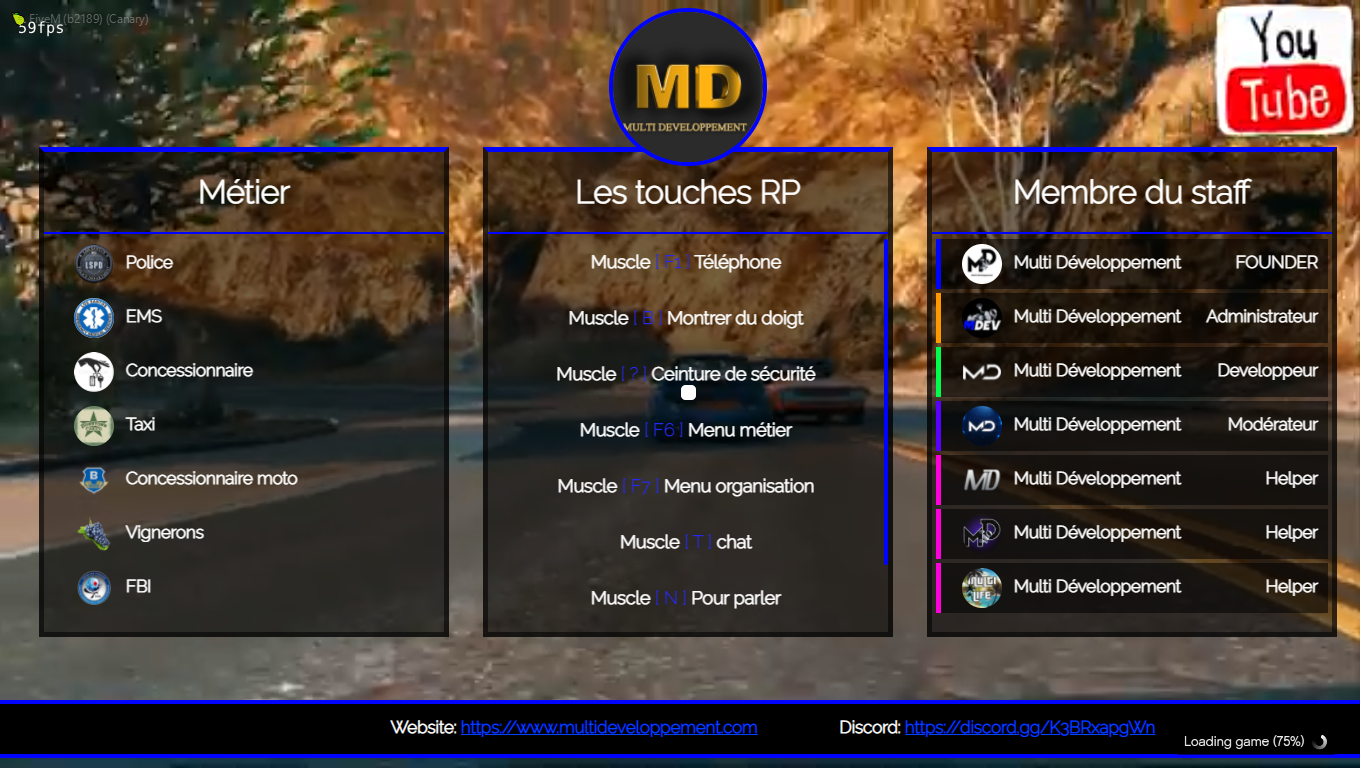 FiveM (b2189) (Canary)
59fps
MD
MULTI DEVELOPPEMENT
You
Tube
Métier
Police
EMS
Concessionnaire
Taxi
Concessionnaire moto
Vignerons
FBI
Les touches RP
Muscle [ F1 ] Téléphone
Muscle [ B ] Montrer du doigt
Muscle [ ? ] Ceinture de sécurité
Muscle [ F6 ] Menu métier
Muscle [ F7 ] Menu organisation
Muscle [ T ] chat
Muscle [ N ] Pour parler
Membre du staff
Multi Développement FOUNDER
Multi Développement Administrateur
Multi Développement Developpeur
Multi Développement Modérateur
Multi Développement Helper
Multi Développement Helper
Multi Développement Helper
Website: https://www.multideveloppement.com
Discord: https://discord.gg/K3BRxapgWn
Loading game (75%)